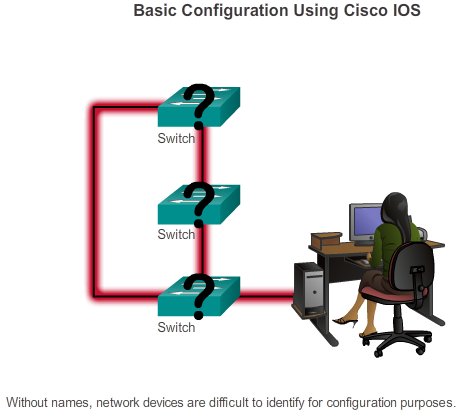 Basic Configuration Using Cisco IOS
?
Switch
?
Switch
?
Switch
Without names, network devices are difficult to identify for configuration purposes.